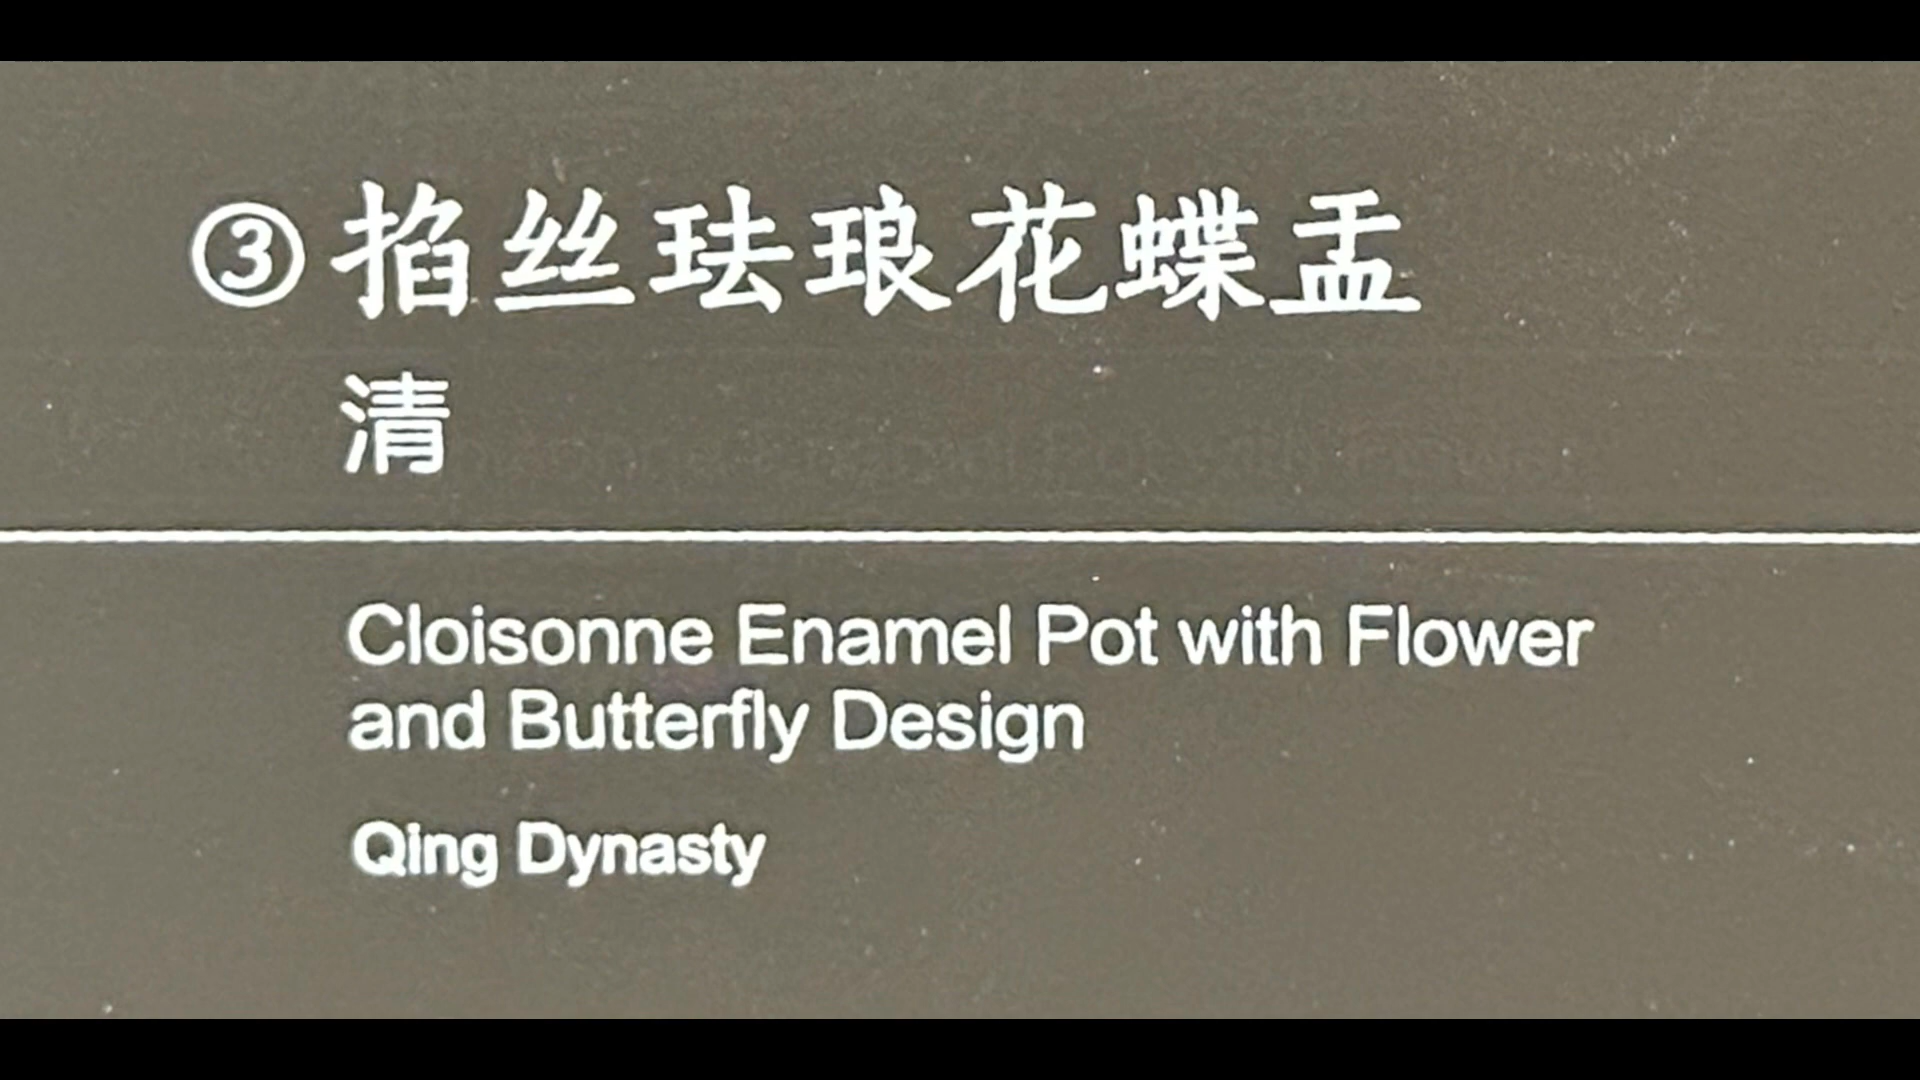 ③掐丝珐琅花蝶盂
清
Cloisonne Enamel Pot with Flower
and Butterfly Design
Qing Dynasty